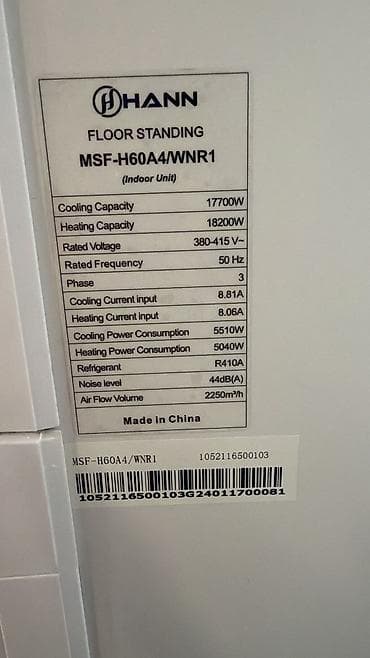 HANN
FLOOR STANDING
MSF-H60A4/WNR1
(Indoor Unit)
Cooling Capacity 17700W
Heating Capacity 18200W
Rated Voltage 380-415 V~
Rated Frequency 50 Hz
Phase 3
Cooling Current input 8.81A
Heating Current input 8.06A
Cooling Power Consumption 5510W
Heating Power Consumption 5040W
Refrigerant R410A
Noise level 44dB(A)
Air Flow Volume 2250m³/h
Made in China
MSF-H60A4/WNR1 1052116500103
1052116500103G24011700081